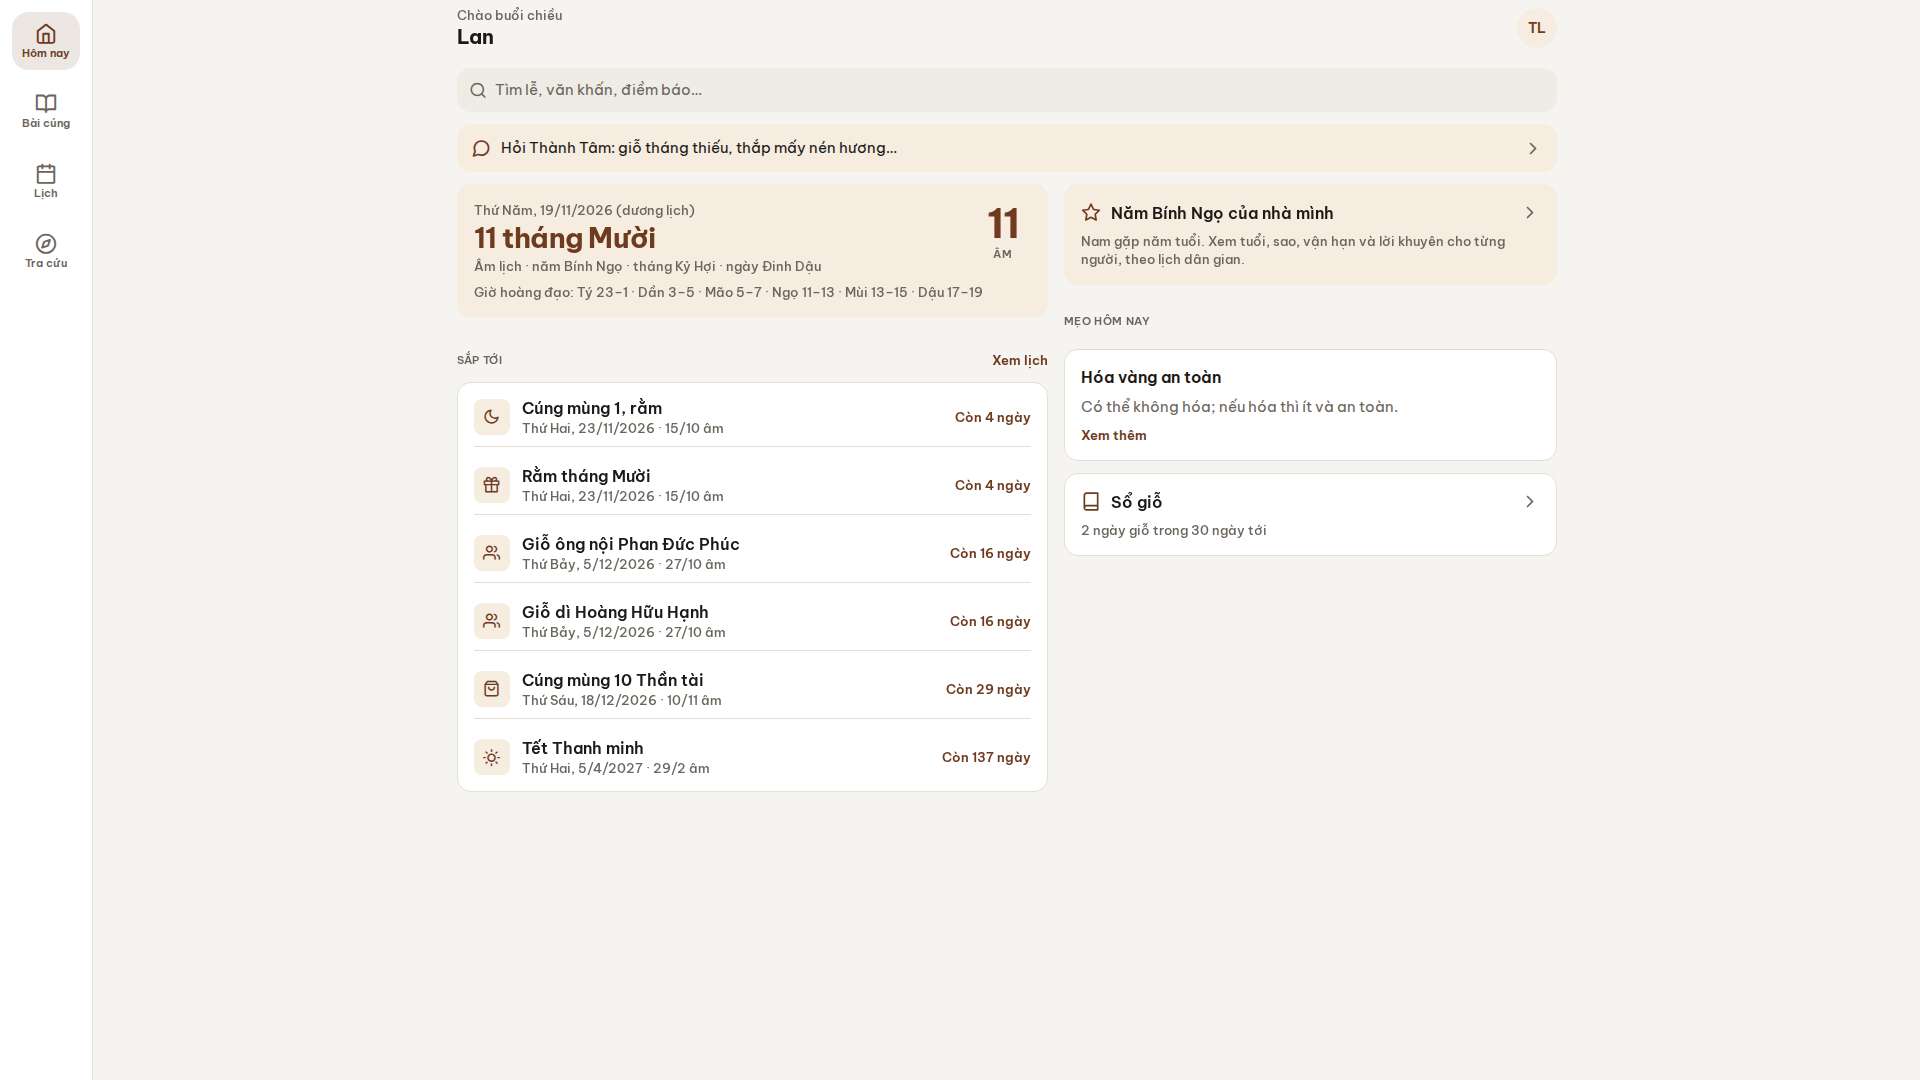 Hôm nay
Bài cúng
Lịch
Tra cứu
Chào buổi chiều
Lan
TL
Tìm lễ, văn khấn, điềm báo...
Hỏi Thành Tâm: giỗ tháng thiếu, thắp mấy nén hương...
Thứ Năm, 19/11/2026 (dương lịch)
11 tháng Mười
Âm lịch · năm Bính Ngọ · tháng Kỷ Hợi · ngày Đinh Dậu
Giờ hoàng đạo: Tý 23–1 · Dần 3–5 · Mão 5–7 · Ngọ 11–13 · Mùi 13–15 · Dậu 17–19
11
ÂM
SẮP TỚI
Xem lịch
Cúng mùng 1, rằm
Thứ Hai, 23/11/2026 · 15/10 âm
Còn 4 ngày
Rằm tháng Mười
Thứ Hai, 23/11/2026 · 15/10 âm
Còn 4 ngày
Giỗ ông nội Phan Đức Phúc
Thứ Bảy, 5/12/2026 · 27/10 âm
Còn 16 ngày
Giỗ dì Hoàng Hữu Hạnh
Thứ Bảy, 5/12/2026 · 27/10 âm
Còn 16 ngày
Cúng mùng 10 Thần tài
Thứ Sáu, 18/12/2026 · 10/11 âm
Còn 29 ngày
Tết Thanh minh
Thứ Hai, 5/4/2027 · 29/2 âm
Còn 137 ngày
Năm Bính Ngọ của nhà mình
Nam gặp năm tuổi. Xem tuổi, sao, vận hạn và lời khuyên cho từng
người, theo lịch dân gian.
MẸO HÔM NAY
Hóa vàng an toàn
Có thể không hóa; nếu hóa thì ít và an toàn.
Xem thêm
Sổ giỗ
2 ngày giỗ trong 30 ngày tới